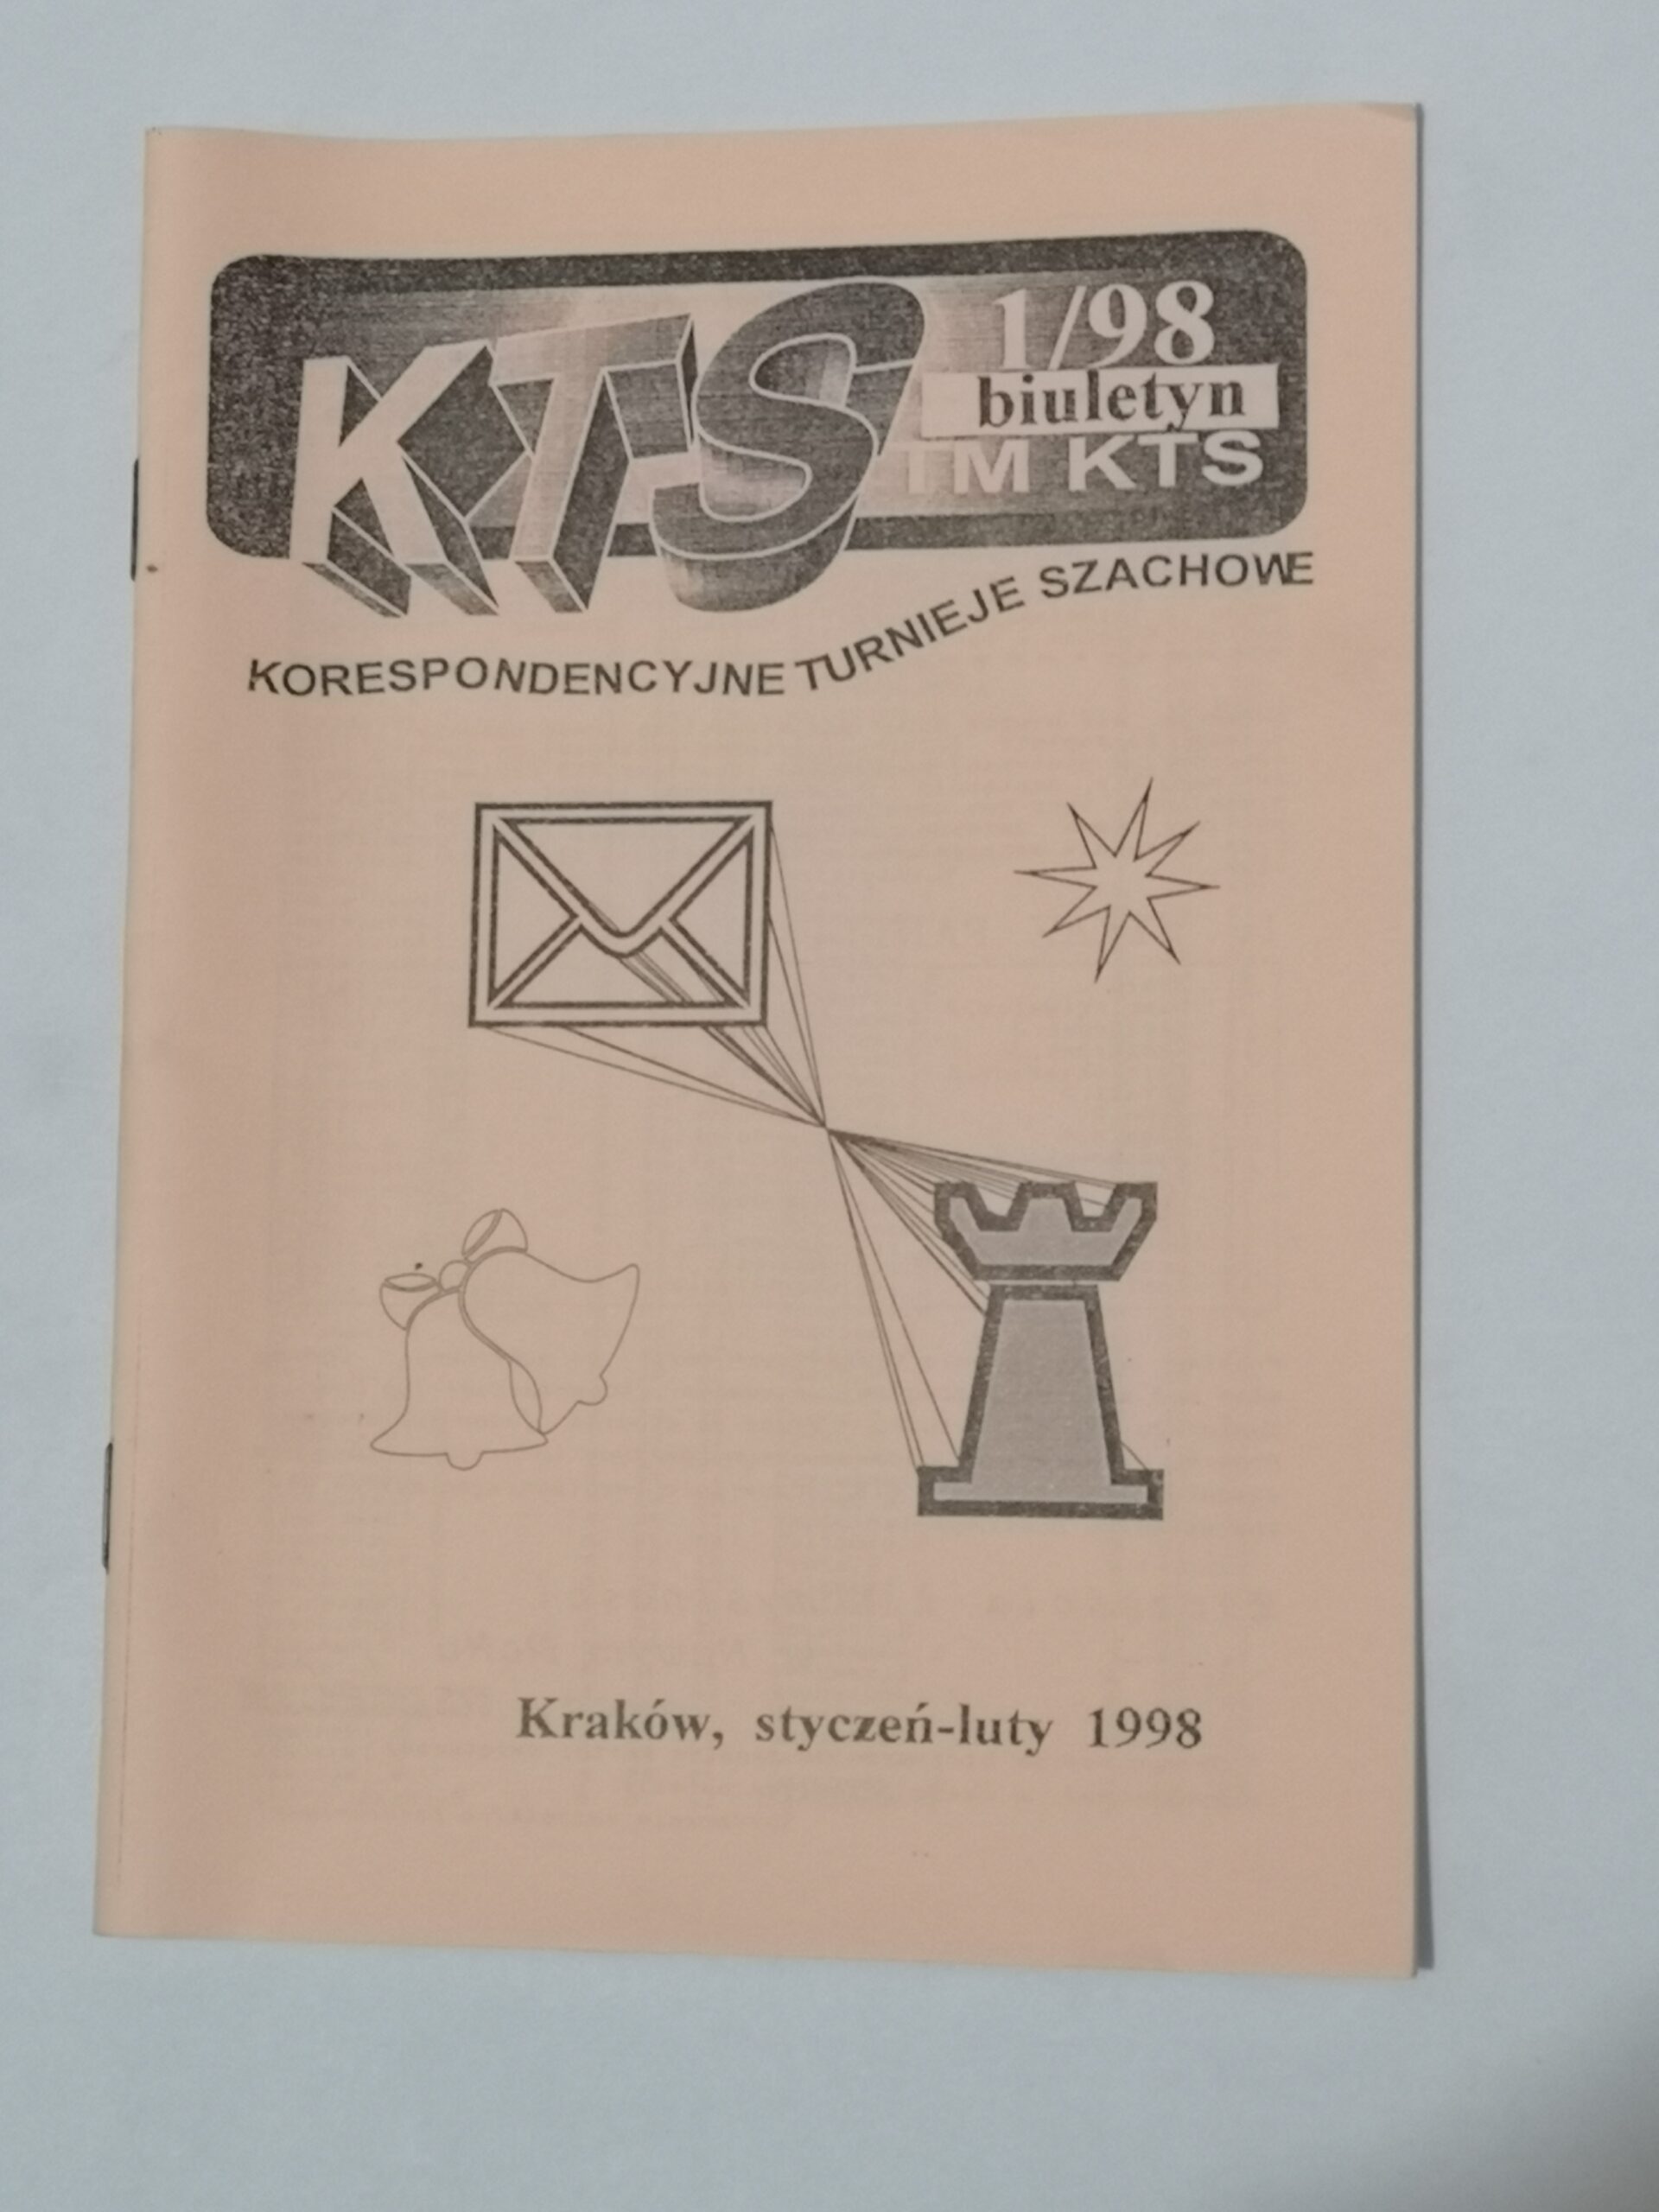 KTS
1/98
biuletyn
TM KTS
KORESPONDENCYJNE TURNIEJE SZACHOWE
Kraków, styczeń-luty 1998